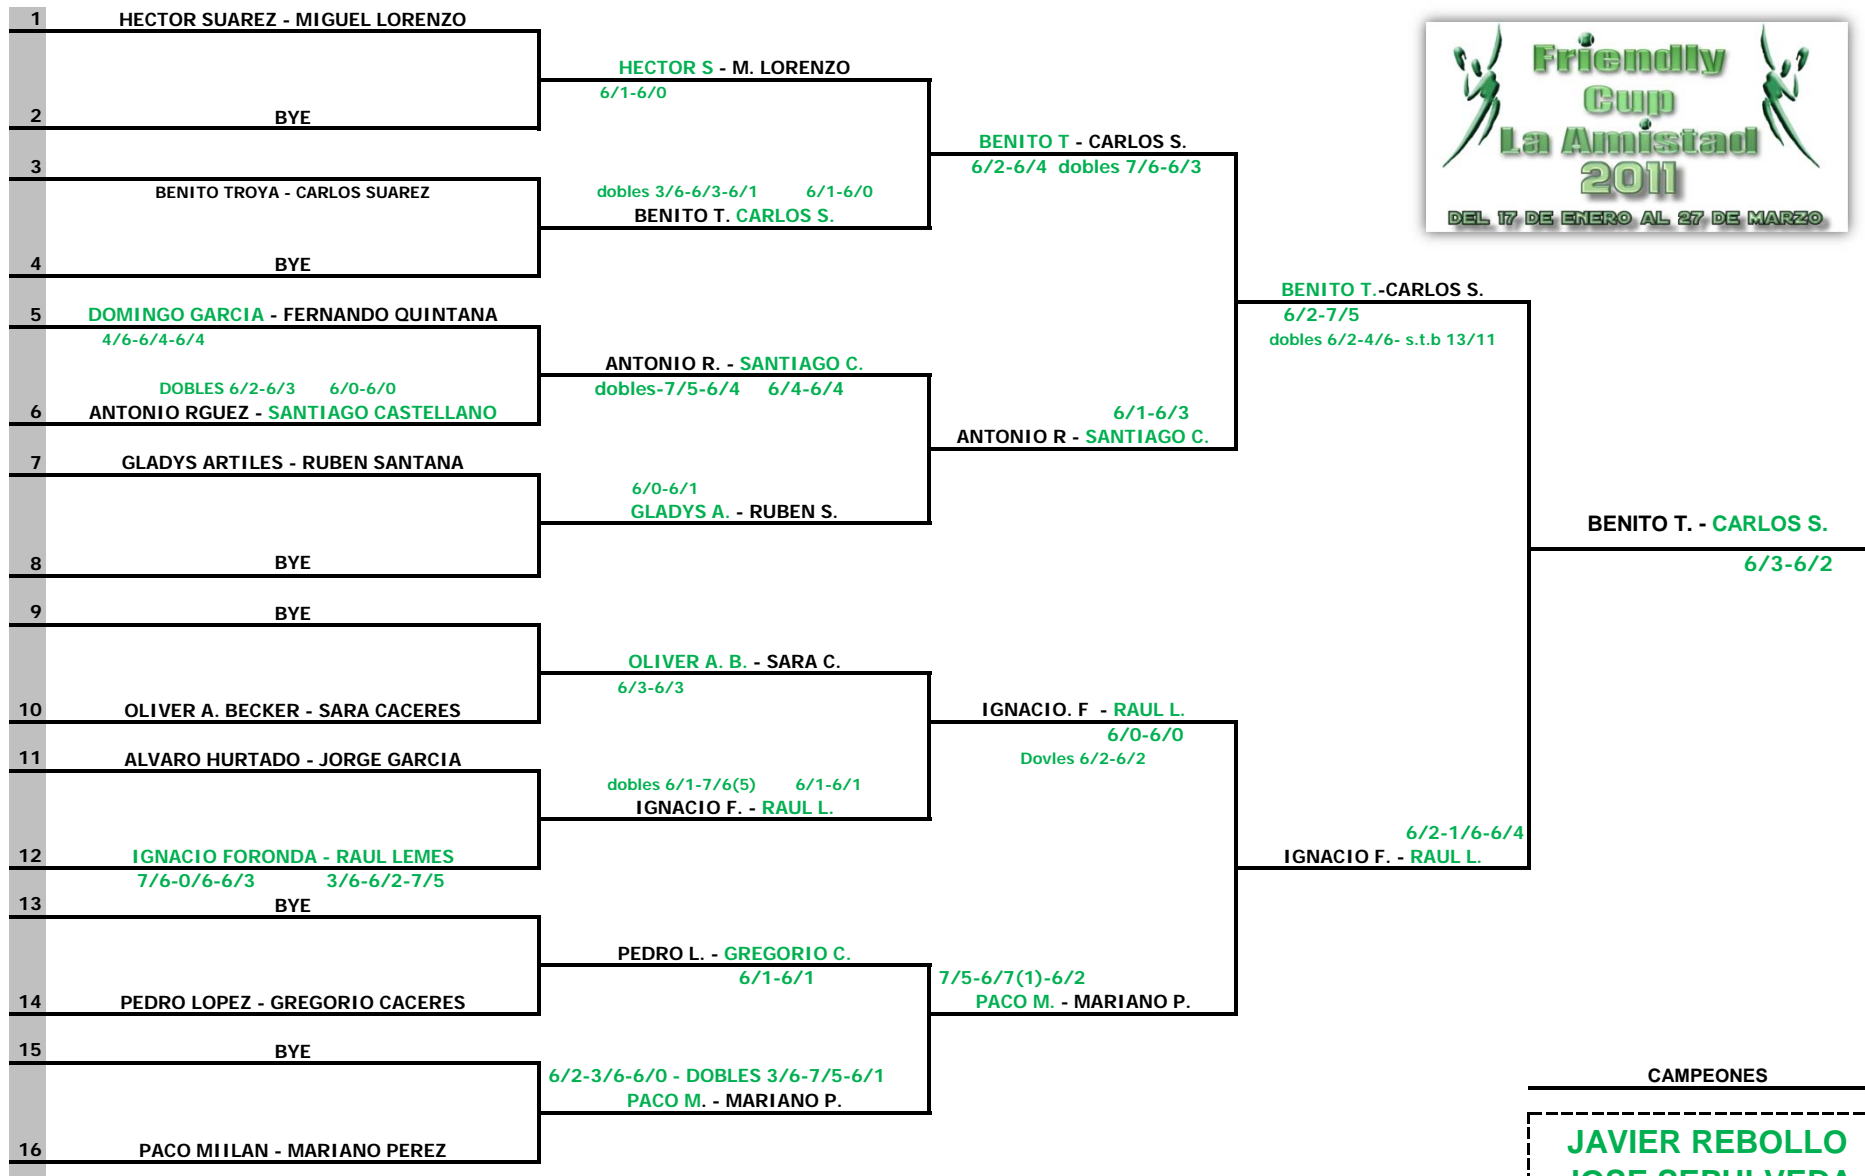 1 HECTOR SUAREZ - MIGUEL LORENZO
HECTOR S - M. LORENZO
6/1-6/0
2 BYE
BENITO T - CARLOS S.
6/2-6/4 dobles 7/6-6/3
3
BENITO TROYA - CARLOS SUAREZ
dobles 3/6-6/3-6/1 6/1-6/0
BENITO T. CARLOS S.
4 BYE
Friendly
Cup
La Amistad
2011
DEL 17 DE ENERO AL 27 DE MARZO
BENITO T.-CARLOS S.
6/2-7/5
dobles 6/2-4/6- s.t.b 13/11
5 DOMINGO GARCIA - FERNANDO QUINTANA
4/6-6/4-6/4
ANTONIO R. - SANTIAGO C.
dobles-7/5-6/4 6/4-6/4
DOBLES 6/2-6/3 6/0-6/0
6 ANTONIO RGUEZ - SANTIAGO CASTELLANO
6/1-6/3
ANTONIO R - SANTIAGO C.
7 GLADYS ARTILES - RUBEN SANTANA
6/0-6/1
GLADYS A. - RUBEN S.
BENITO T. - CARLOS S.
6/3-6/2
8 BYE
9 BYE
OLIVER A. B. - SARA C.
6/3-6/3
10 OLIVER A. BECKER - SARA CACERES
IGNACIO. F - RAUL L.
6/0-6/0
Dovles 6/2-6/2
11 ALVARO HURTADO - JORGE GARCIA
dobles 6/1-7/6(5) 6/1-6/1
IGNACIO F. - RAUL L.
6/2-1/6-6/4
IGNACIO F. - RAUL L.
12 IGNACIO FORONDA - RAUL LEMES
7/6-0/6-6/3 3/6-6/2-7/5
13 BYE
PEDRO L. - GREGORIO C.
6/1-6/1
7/5-6/7(1)-6/2
PACO M. - MARIANO P.
14 PEDRO LOPEZ - GREGORIO CACERES
15 BYE
6/2-3/6-6/0 - DOBLES 3/6-7/5-6/1
PACO M. - MARIANO P.
16 PACO MIILAN - MARIANO PEREZ
CAMPEONES
JAVIER REBOLLO
JOSE SEPULVEDA